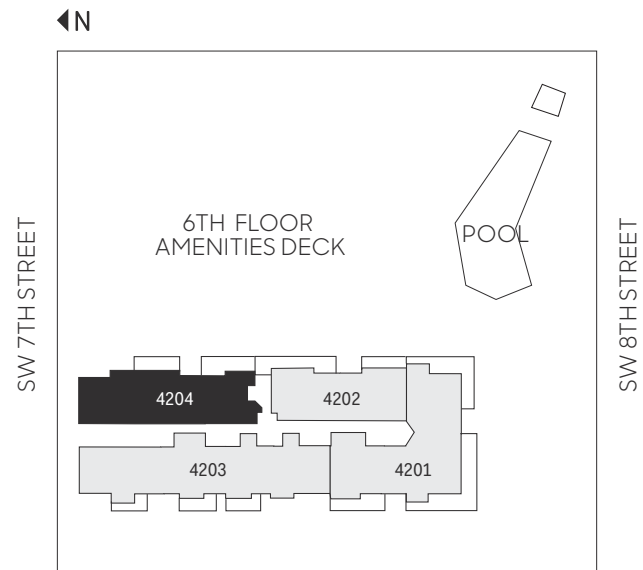 N
6TH FLOOR
AMENITIES DECK
POOL
SW 7TH STREET
SW 8TH STREET
4204
4202
4203
4201